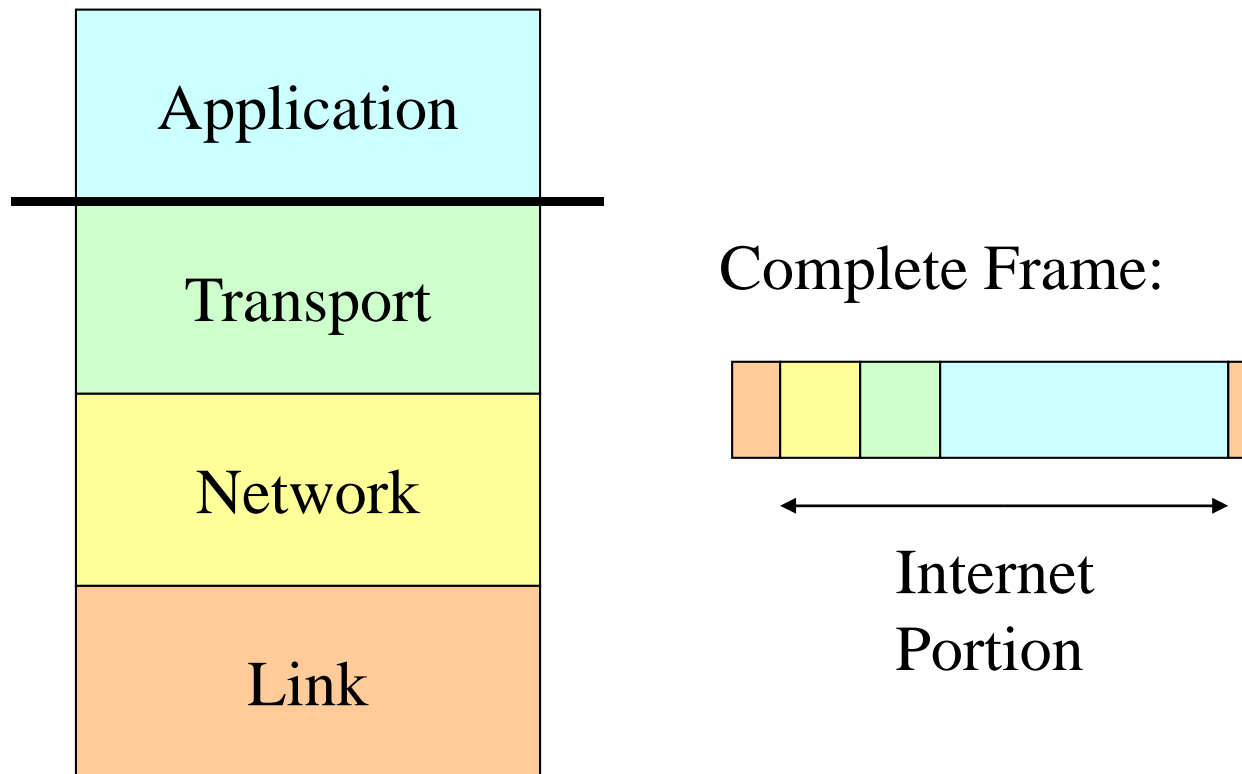 Application
Transport
Network
Link
Complete Frame:
Internet
Portion